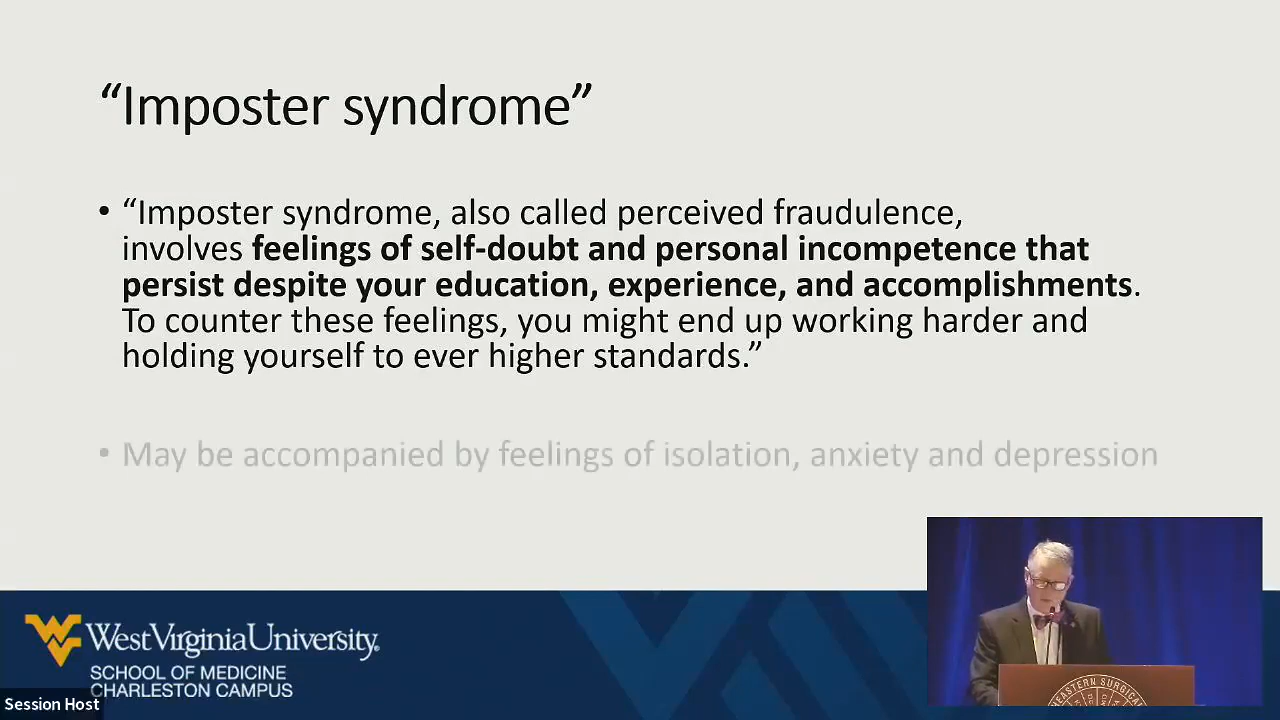 “Imposter syndrome”
• “Imposter syndrome, also called perceived fraudulence,
involves feelings of self-doubt and personal incompetence that
persist despite your education, experience, and accomplishments.
To counter these feelings, you might end up working harder and
holding yourself to ever higher standards.”
• May be accompanied by feelings of isolation, anxiety and depression
WestVirginiaUniversity.
SCHOOL OF MEDICINE
CHARLESTON CAMPUS
Session Host
EASTERN SURGICA